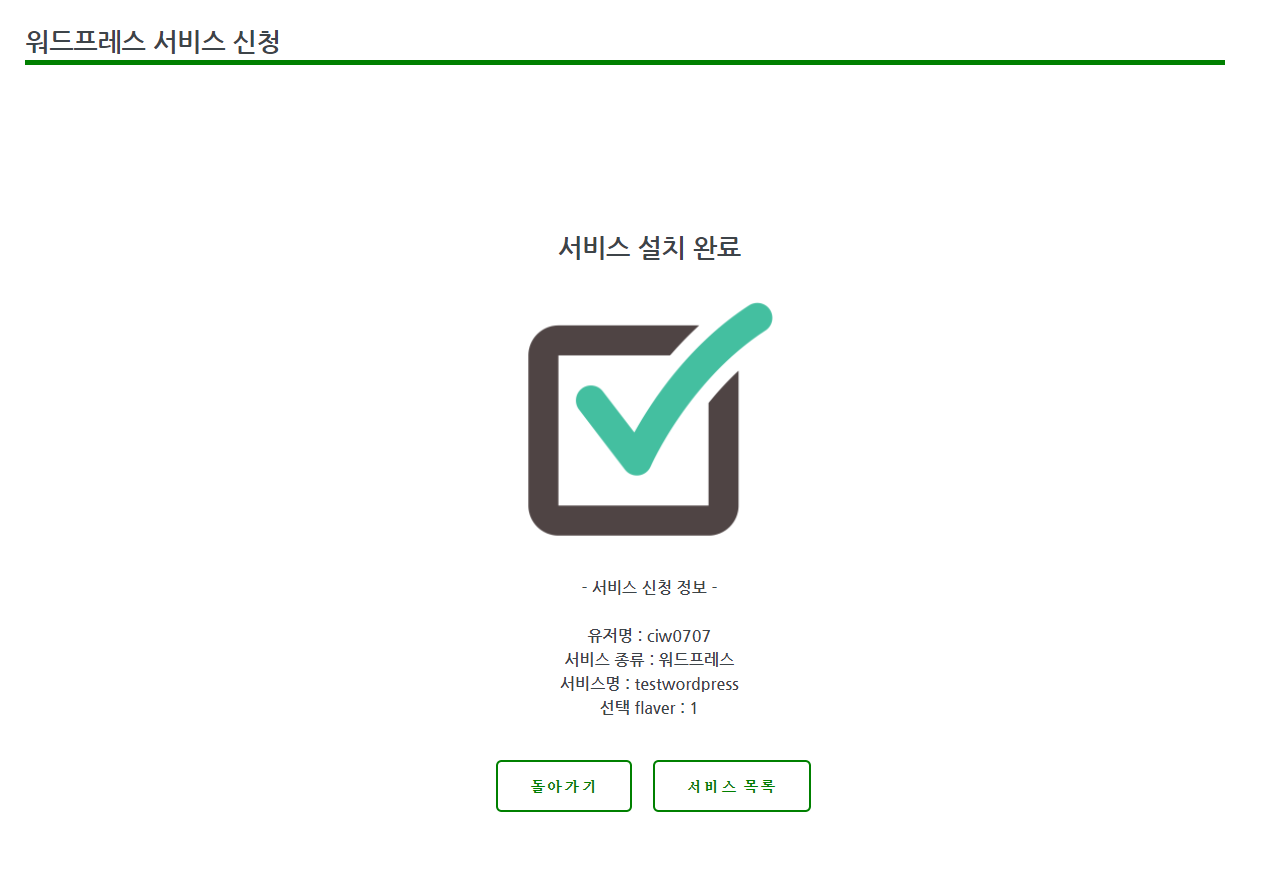 워드프레스 서비스 신청
서비스 설치 완료
- 서비스 신청 정보 -
유저명 : ciw0707
서비스 종류 : 워드프레스
서비스명 : testwordpress
선택 flaver : 1
돌아가기
서비스 목록